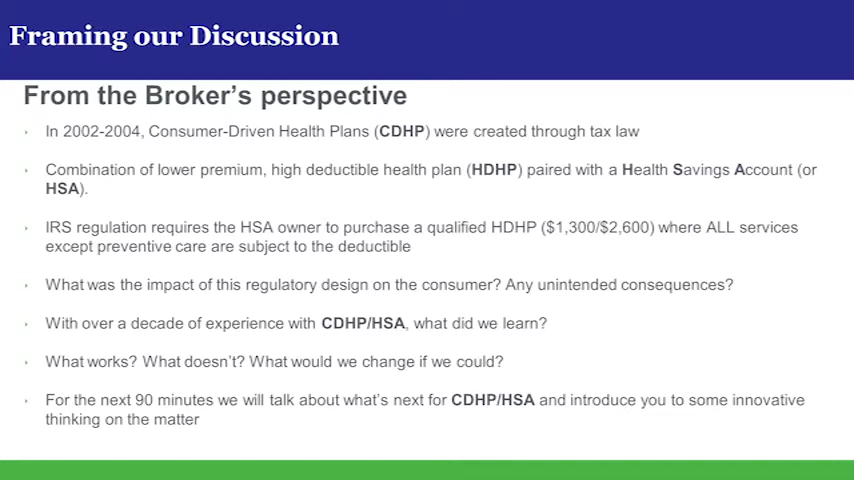 Framing our Discussion
From the Broker's perspective
In 2002-2004, Consumer-Driven Health Plans (CDHP) were created through tax law
Combination of lower premium, high deductible health plan (HDHP) paired with a Health Savings Account (or
HSA).
IRS regulation requires the HSA owner to purchase a qualified HDHP ($1,300/$2,600) where ALL services
except preventive care are subject to the deductible
What was the impact of this regulatory design on the consumer? Any unintended consequences?
With over a decade of experience with CDHP/HSA, what did we learn?
What works? What doesn't? What would we change if we could?
For the next 90 minutes we will talk about what's next for CDHP/HSA and introduce you to some innovative
thinking on the matter